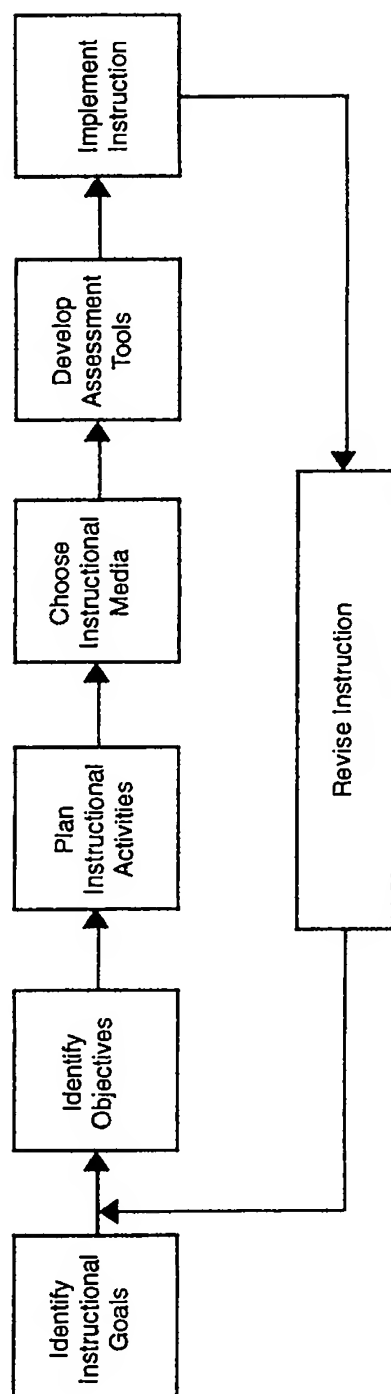 Identify
Instructional
Goals
Identify
Objectives
Plan
Instructional
Activities
Choose
Instructional
Media
Develop
Assessment
Tools
Implement
Instruction
Revise Instruction